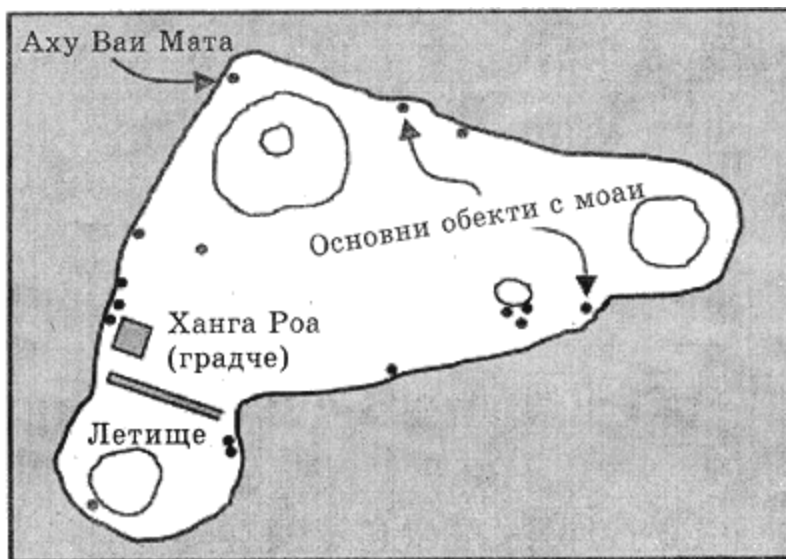 Аху Ваи Мата
Основни обекти с моаи
Ханга Роа
(градче)
Летище